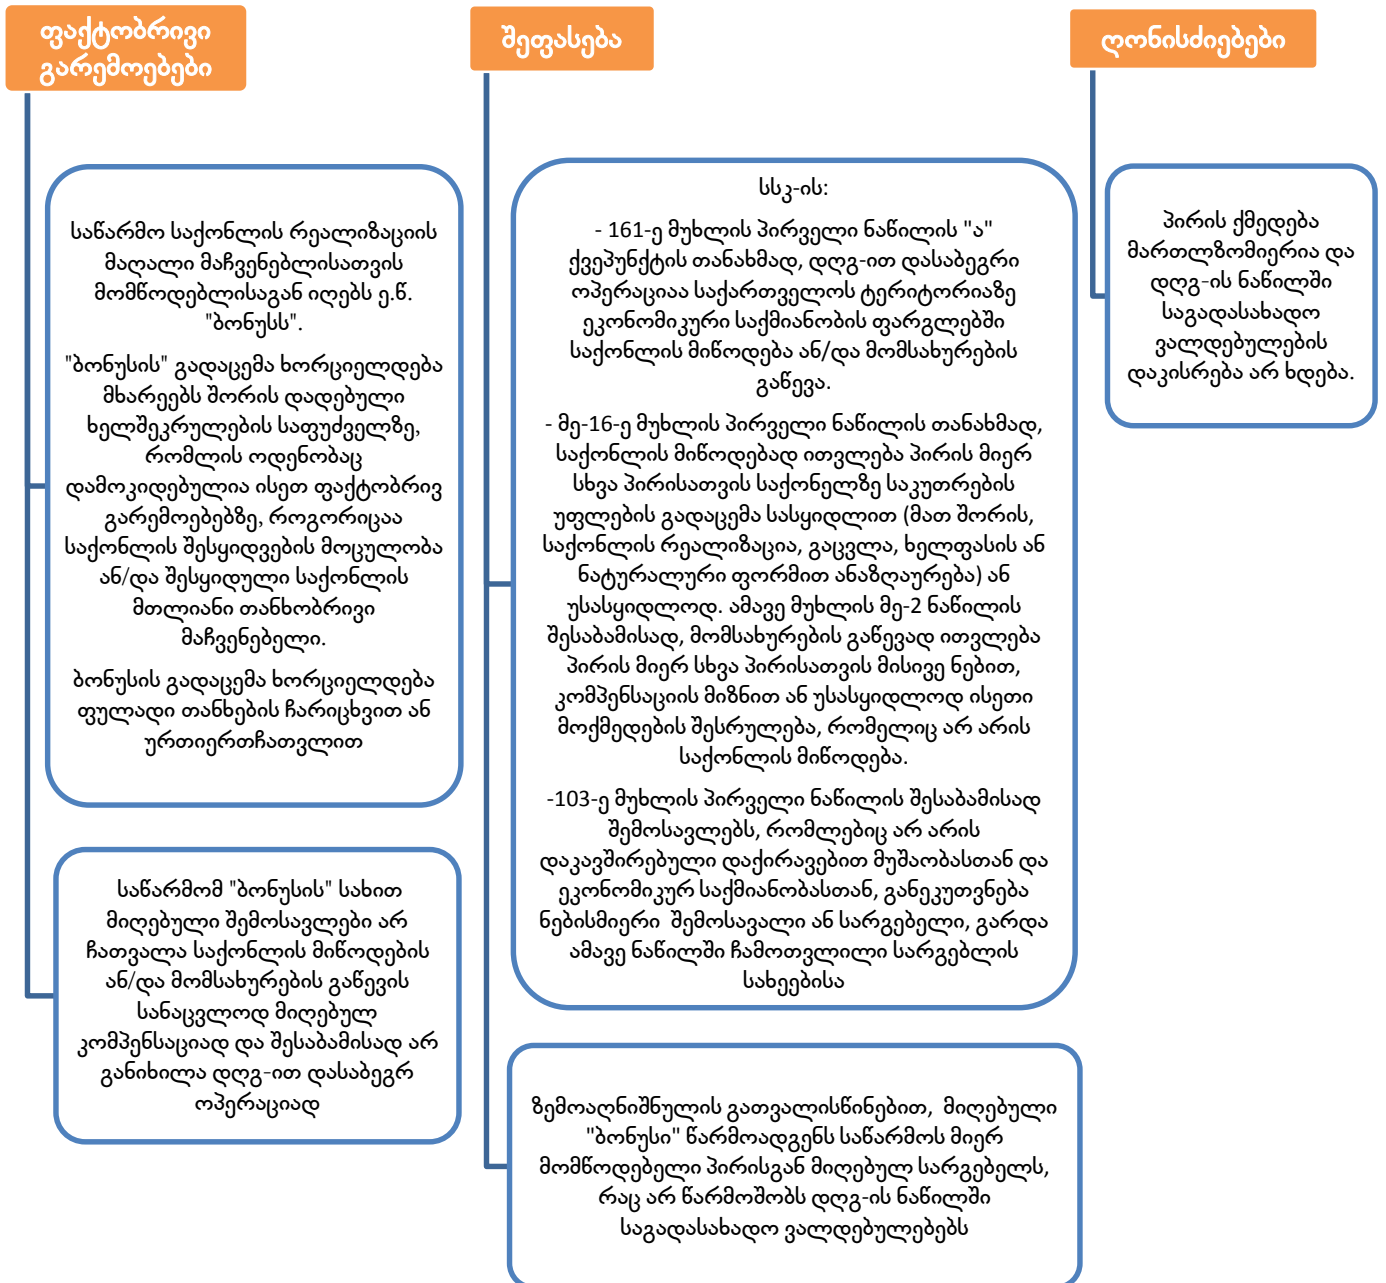 ფაქტობრივი
გარემოებები
საწარმო საქონლის რეალიზაციის
მაღალი მაჩვენებლისათვის
მომწოდებლისაგან იღებს ე.წ.
"ბონუსს".
"ბონუსის" გადაცემა ხორციელდება
მხარეებს შორის დადებული
ხელშეკრულების საფუძველზე,
რომლის ოდენობაც
დამოკიდებულია ისეთ ფაქტობრივ
გარემოებებზე, როგორიცაა
საქონლის შესყიდვების მოცულობა
ან/და შესყიდული საქონლის
მთლიანი თანხობრივი
მაჩვენებელი.
ბონუსის გადაცემა ხორციელდება
ფულადი თანხების ჩარიცხვით ან
ურთიერთჩათვლით
საწარმომ "ბონუსის" სახით
მიღებული შემოსავლები არ
ჩათვალა საქონლის მიწოდების
ან/და მომსახურების გაწევის
სანაცვლოდ მიღებულ
კომპენსაციად და შესაბამისად არ
განიხილა დღგ-ით დასაბეგრ
ოპერაციად
შეფასება
სსკ-ის:
- 161-ე მუხლის პირველი ნაწილის "ა"
ქვეპუნქტის თანახმად, დღგ-ით დასაბეგრი
ოპერაციაა საქართველოს ტერიტორიაზე
ეკონომიკური საქმიანობის ფარგლებში
საქონლის მიწოდება ან/და მომსახურების
გაწევა.
- მე-16-ე მუხლის პირველი ნაწილის თანახმად,
საქონლის მიწოდებად ითვლება პირის მიერ
სხვა პირისათვის საქონელზე საკუთრების
უფლების გადაცემა სასყიდლით (მათ შორის,
საქონლის რეალიზაცია, გაცვლა, ხელფასის ან
ნატურალური ფორმით ანაზღაურება) ან
უსასყიდლოდ. ამავე მუხლის მე-2 ნაწილის
შესაბამისად, მომსახურების გაწევად ითვლება
პირის მიერ სხვა პირისათვის მისივე ნებით,
კომპენსაციის მიზნით ან უსასყიდლოდ ისეთი
მოქმედების შესრულება, რომელიც არ არის
საქონლის მიწოდება.
-103-ე მუხლის პირველი ნაწილის შესაბამისად
შემოსავლებს, რომლებიც არ არის
დაკავშირებული დაქირავებით მუშაობასთან და
ეკონომიკურ საქმიანობასთან, განეკუთვნება
ნებისმიერი შემოსავალი ან სარგებელი, გარდა
ამავე ნაწილში ჩამოთვლილი სარგებლის
სახეებისა
ზემოაღნიშნულის გათვალისწინებით, მიღებული
"ბონუსი" წარმოადგენს საწარმოს მიერ
მომწოდებელი პირისგან მიღებულ სარგებელს,
რაც არ წარმოშობს დღგ-ის ნაწილში
საგადასახადო ვალდებულებებს
ღონისძიებები
პირის ქმედება
მართლზომიერია და
დღგ-ის ნაწილში
საგადასახადო
ვალდებულების
დაკისრება არ ხდება.